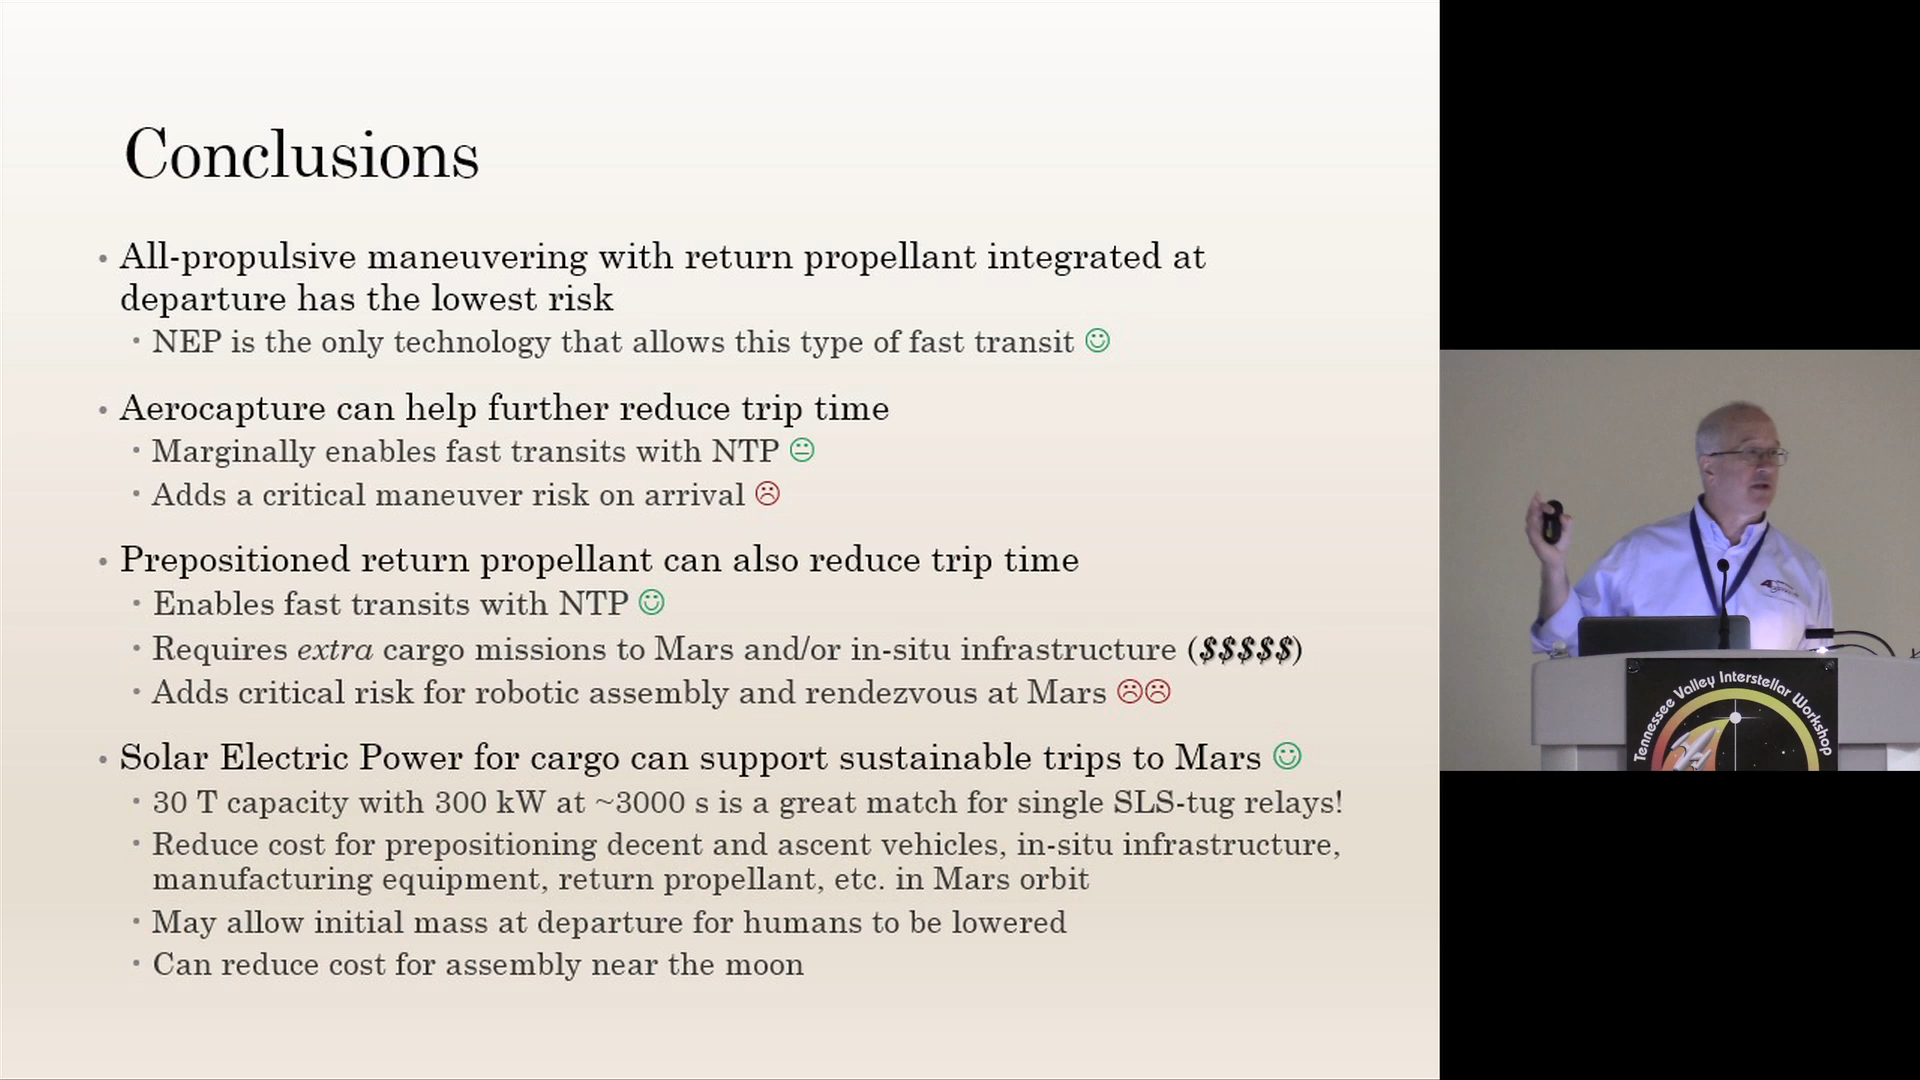 Conclusions
• All-propulsive maneuvering with return propellant integrated at
departure has the lowest risk
• NEP is the only technology that allows this type of fast transit ☺
• Aerocapture can help further reduce trip time
• Marginally enables fast transits with NTP 😐
• Adds a critical maneuver risk on arrival ☹
• Prepositioned return propellant can also reduce trip time
• Enables fast transits with NTP ☺
• Requires extra cargo missions to Mars and/or in-situ infrastructure ($$$$$)
• Adds critical risk for robotic assembly and rendezvous at Mars ☹☹
• Solar Electric Power for cargo can support sustainable trips to Mars ☺
• 30 T capacity with 300 kW at ~3000 s is a great match for single SLS-tug relays!
• Reduce cost for prepositioning decent and ascent vehicles, in-situ infrastructure,
manufacturing equipment, return propellant, etc. in Mars orbit
• May allow initial mass at departure for humans to be lowered
• Can reduce cost for assembly near the moon
Tennessee Valley Interstellar Workshop